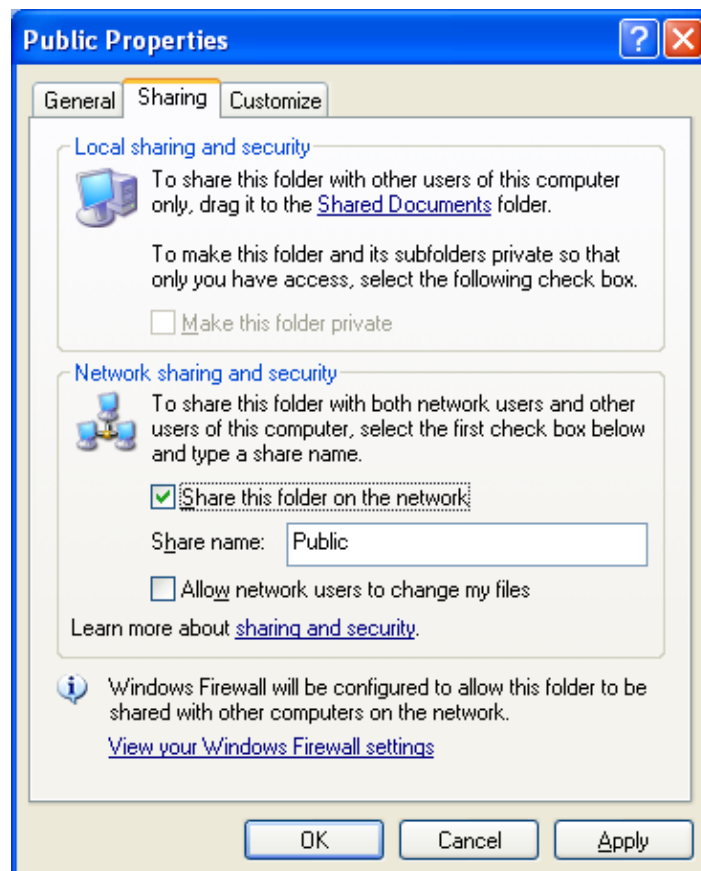 Public Properties
General Sharing Customize
Local sharing and security
To share this folder with other users of this computer
only, drag it to the Shared Documents folder.
To make this folder and its subfolders private so that
only you have access, select the following check box.
Make this folder private
Network sharing and security
To share this folder with both network users and other
users of this computer, select the first check box below
and type a share name.
Share this folder on the network
Share name: Public
Allow network users to change my files
Learn more about sharing and security.
Windows Firewall will be configured to allow this folder to be
shared with other computers on the network.
View your Windows Firewall settings
OK Cancel Apply